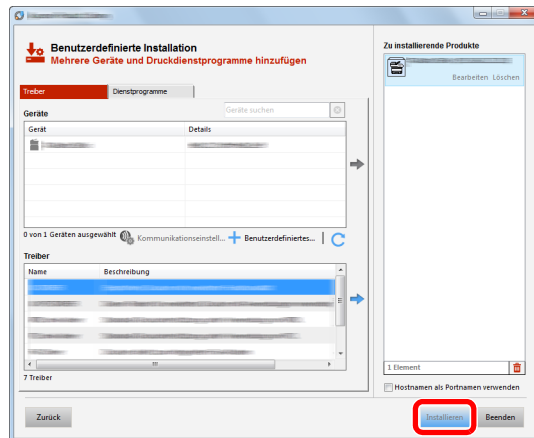 Benutzerdefinierte Installation
Mehrere Geräte und Druckdienstprogramme hinzufügen
Treiber
Dienstprogramme
Geräte
Geräte suchen
Gerät
Details
0 von 1 Geräten ausgewählt
Kommunikationseinstell...
Benutzerdefiniertes...
Treiber
Name
Beschreibung
7 Treiber
Zurück
Zu installierende Produkte
Bearbeiten Löschen
1 Element
Hostnamen als Portnamen verwenden
Installieren
Beenden